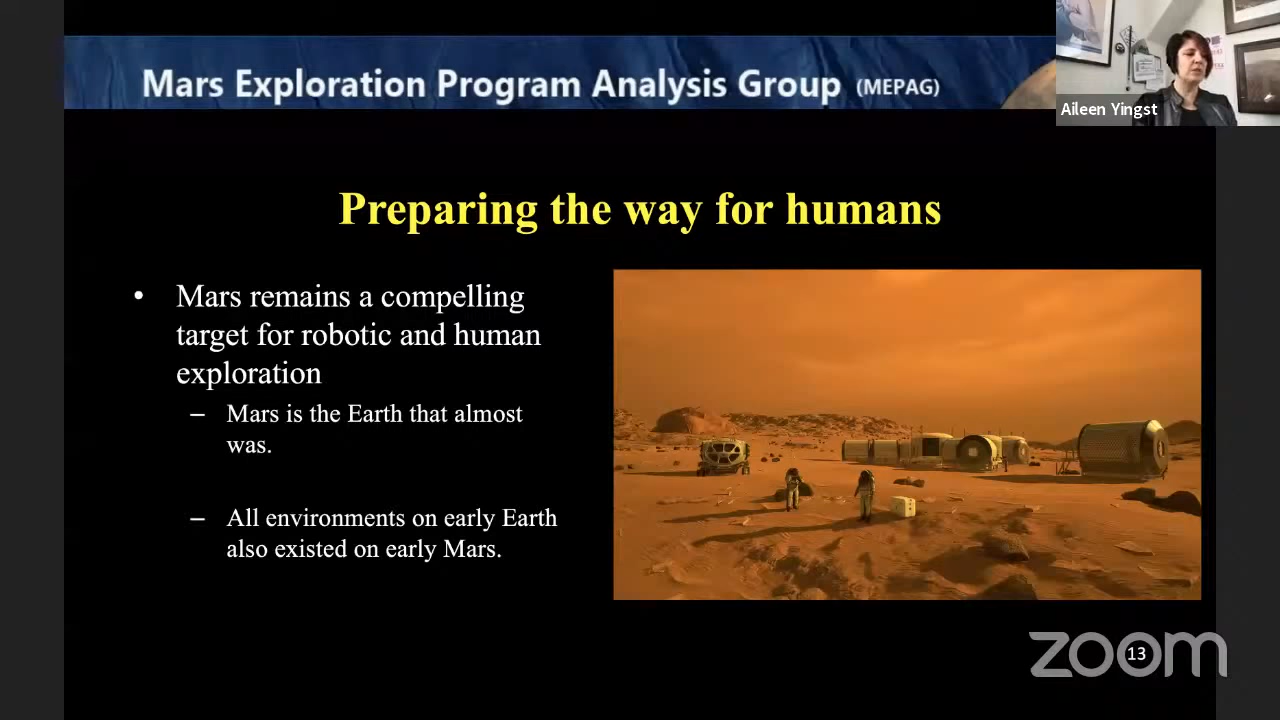 Mars Exploration Program Analysis Group (MEPAG)
Aileen Yingst
Preparing the way for humans
• Mars remains a compelling
target for robotic and human
exploration
– Mars is the Earth that almost
was.
– All environments on early Earth
also existed on early Mars.
zoom
13